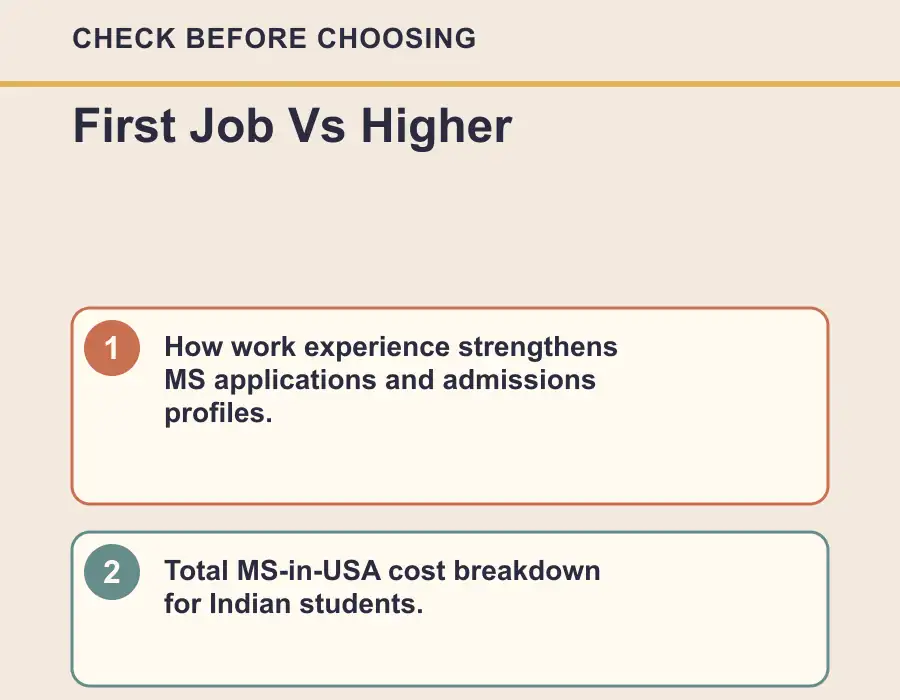 CHECK BEFORE CHOOSING
First Job Vs Higher
1
How work experience strengthens
MS applications and admissions
profiles.
2
Total MS-in-USA cost breakdown
for Indian students.